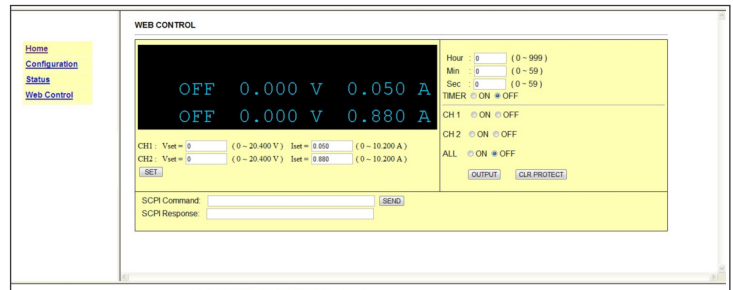 WEB CONTROL
Home
Configuration
Status
Web Control
OFF 0.000 V 0.050 A
OFF 0.000 V 0.880 A
CH1 : Vset = 0 ( 0 ~ 20.400 V ) Iset = 0.050 ( 0 ~ 10.200 A )
CH2 : Vset = 0 ( 0 ~ 20.400 V ) Iset = 0.880 ( 0 ~ 10.200 A )
SET
Hour : 0 ( 0 ~ 999 )
Min : 0 ( 0 ~ 59 )
Sec : 0 ( 0 ~ 59 )
TIMER ON OFF
CH 1 ON OFF
CH 2 ON OFF
ALL ON OFF
OUTPUT CLR PROTECT
SCPI Command: SEND
SCPI Response: